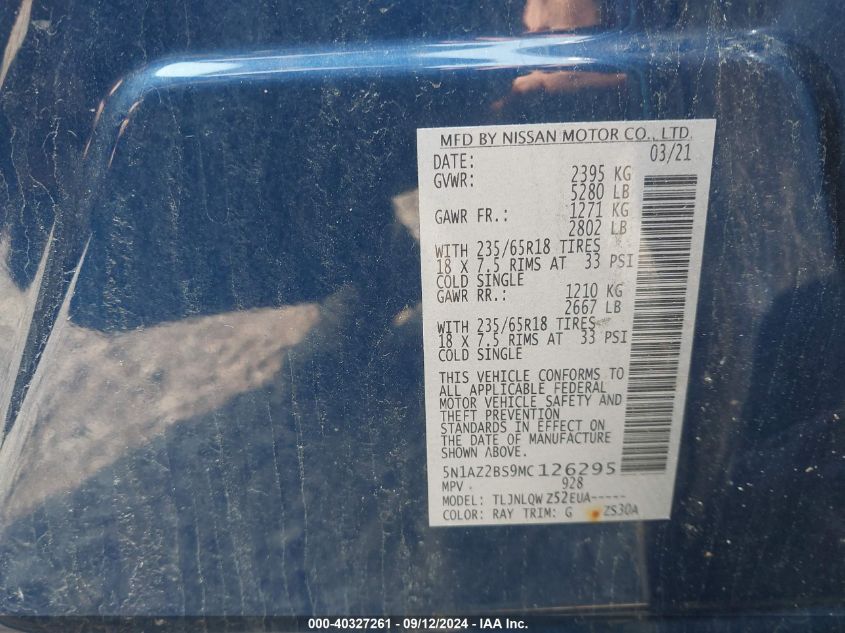 MFD BY NISSAN MOTOR CO., LTD.
DATE: 03/21
GVWR: 2395 KG
5280 LB
GAWR FR.: 1271 KG
2802 LB
WITH 235/65R18 TIRES
18 X 7.5 RIMS AT 33 PSI
COLD SINGLE
GAWR RR.: 1210 KG
2667 LB
WITH 235/65R18 TIRES
18 X 7.5 RIMS AT 33 PSI
COLD SINGLE
THIS VEHICLE CONFORMS TO
ALL APPLICABLE FEDERAL
MOTOR VEHICLE SAFETY AND
THEFT PREVENTION
STANDARDS IN EFFECT ON
THE DATE OF MANUFACTURE
SHOWN ABOVE.
5N1AZ2BS9MC126295
MPV 928
MODEL: TLJNLQW Z52EUA-----
COLOR: RAY TRIM: G ZS30A
000-40327261 - 09/12/2024 - IAA Inc.